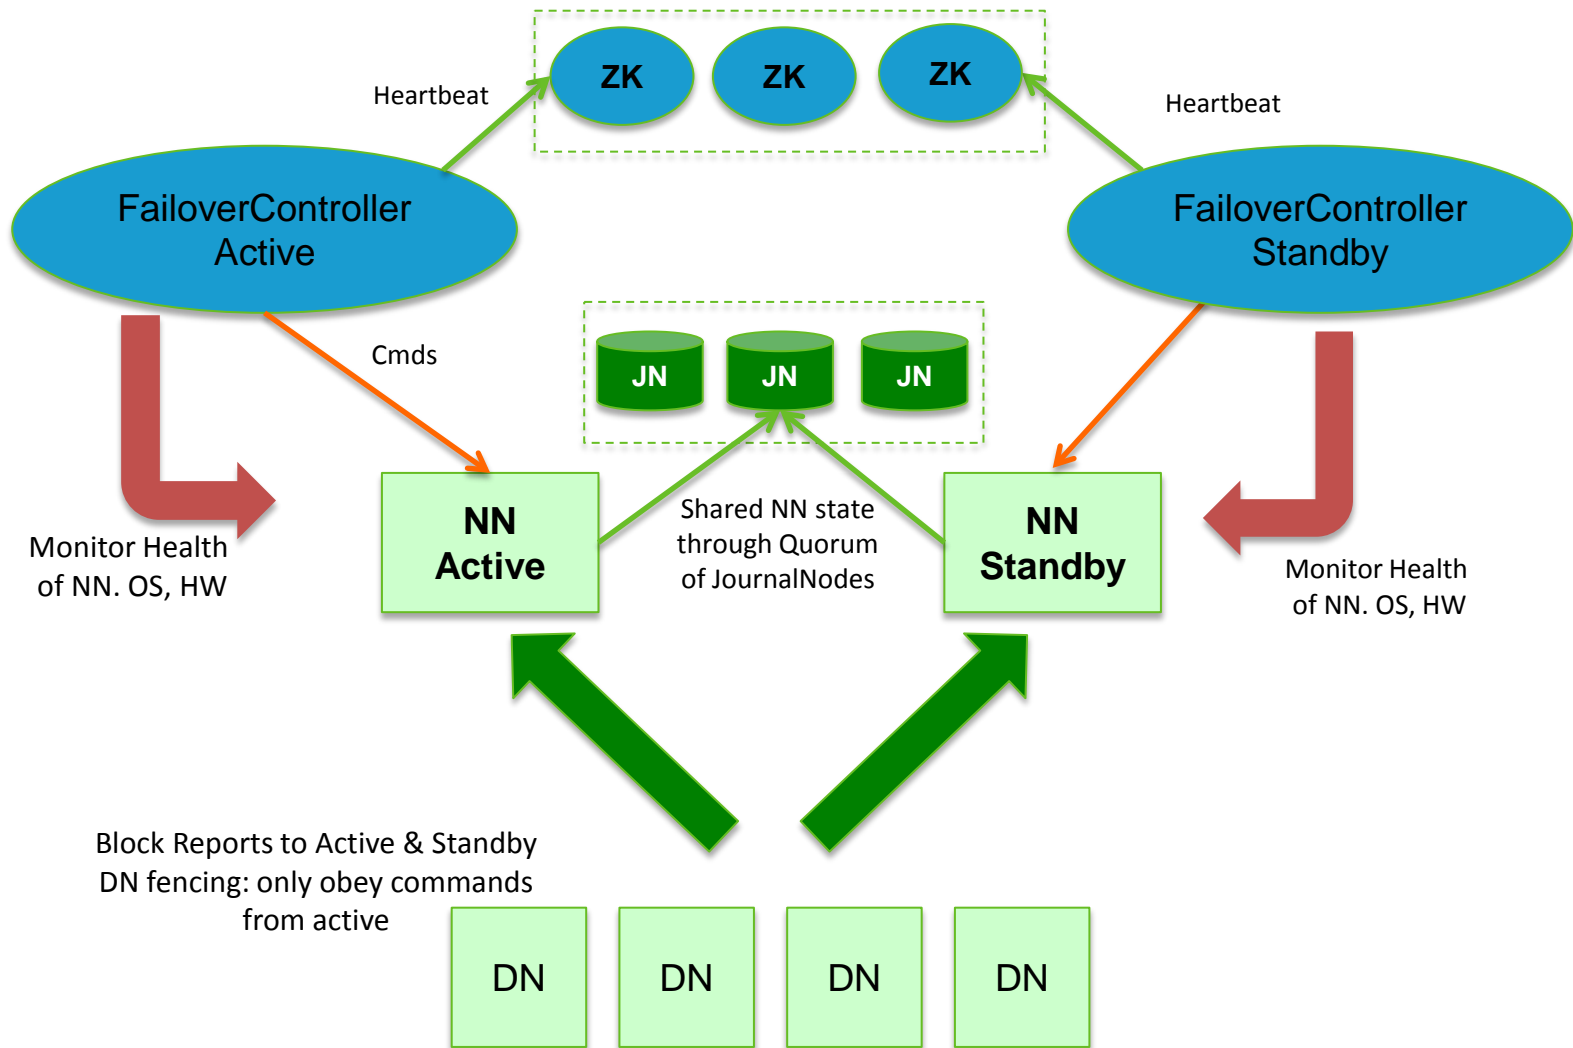 ZK
ZK
ZK
Heartbeat
Heartbeat
FailoverController
Active
FailoverController
Standby
Cmds
JN
JN
JN
NN
Active
Shared NN state
through Quorum
of JournalNodes
NN
Standby
Monitor Health
of NN. OS, HW
Monitor Health
of NN. OS, HW
Block Reports to Active & Standby
DN fencing: only obey commands
from active
DN
DN
DN
DN